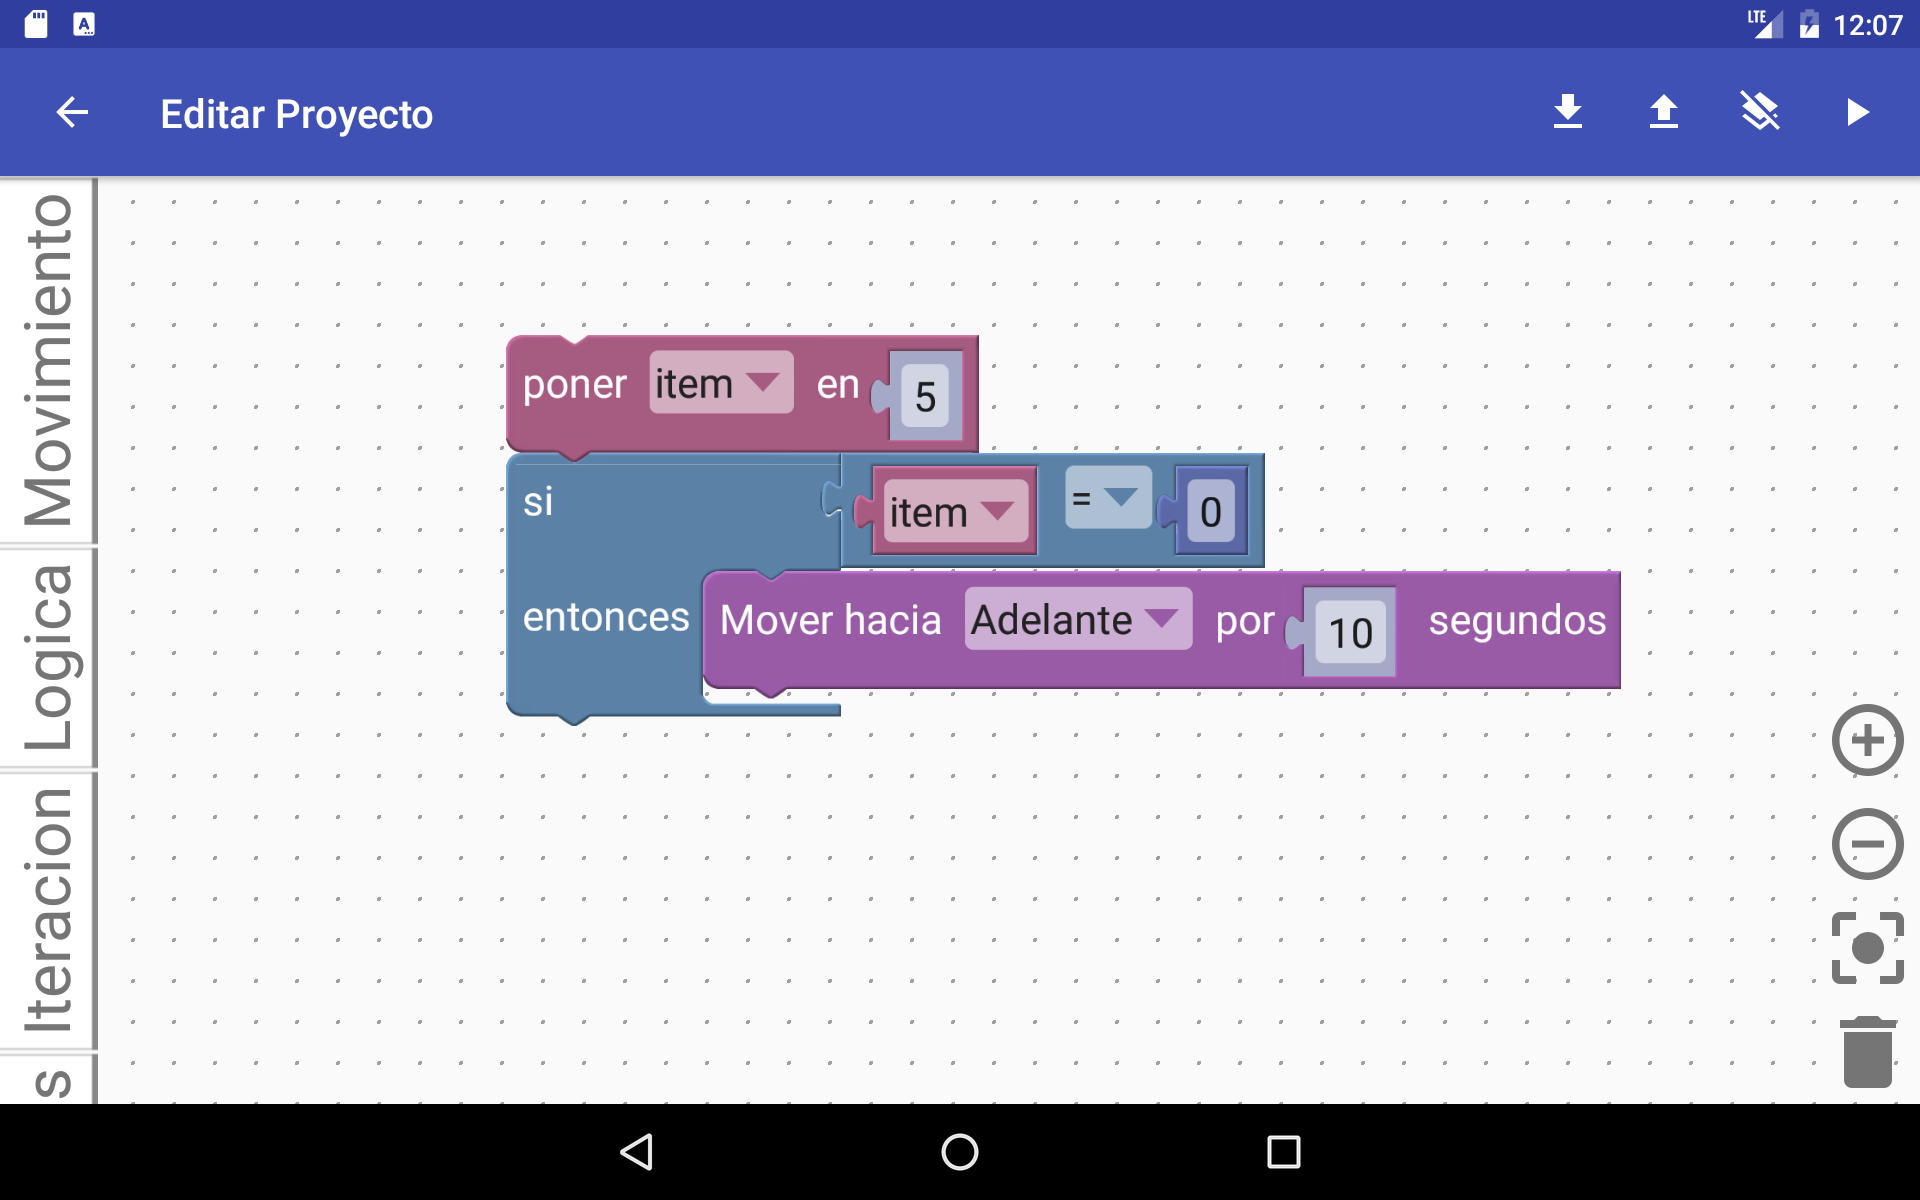 LTE 12:07
Editar Proyecto
Movimiento
Logica
Iteracion
s
poner item en 5
si item = 0
entonces Mover hacia Adelante por 10 segundos